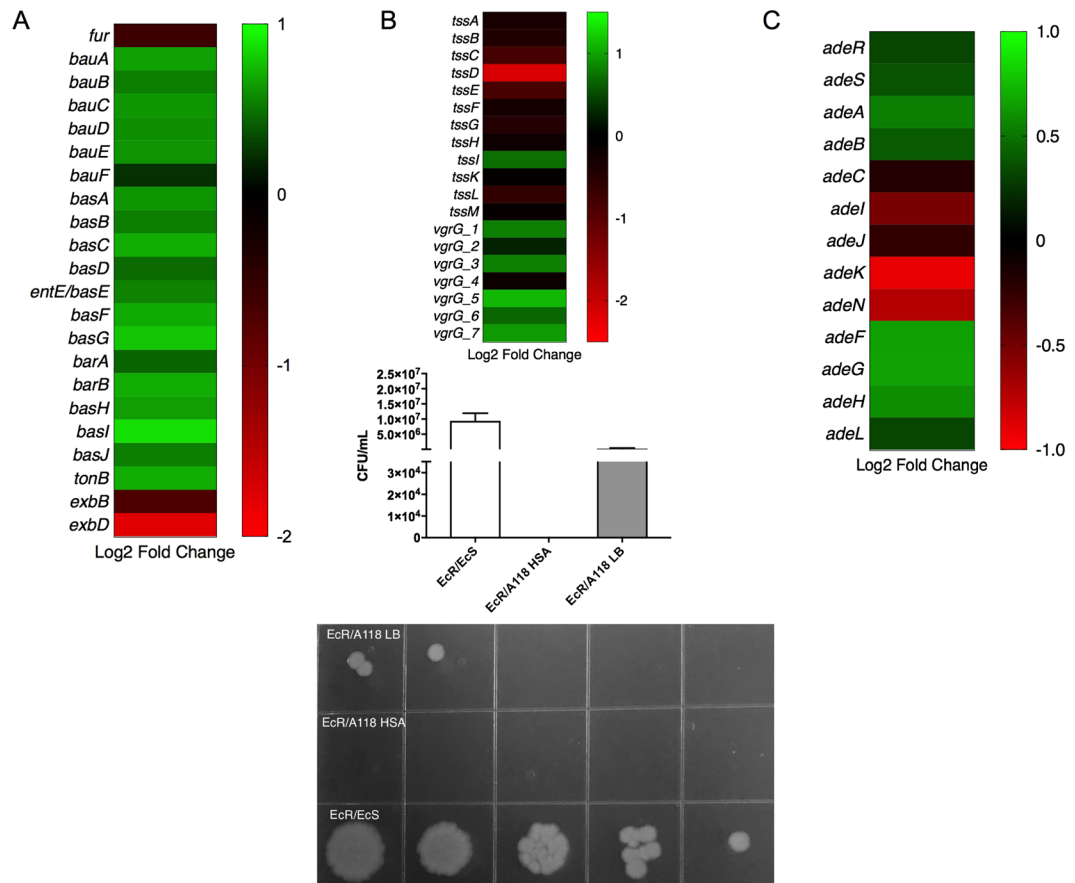 A
fur
bauA
bauB
bauC
bauD
bauE
bauF
basA
basB
basC
basD
entE/basE
basF
basG
barA
barB
basH
basI
basJ
tonB
exbB
exbD
Log2 Fold Change
1
0
-1
-2
B
tssA
tssB
tssC
tssD
tssE
tssF
tssG
tssH
tssI
tssK
tssL
tssM
vgrG_1
vgrG_2
vgrG_3
vgrG_4
vgrG_5
vgrG_6
vgrG_7
Log2 Fold Change
1
0
-1
-2
CFU/mL
2.5×10⁷
2.0×10⁷
1.5×10⁷
1.0×10⁷
5.0×10⁶
3×10⁴
2×10⁴
1×10⁴
0
EcR/EcS
EcR/A118 HSA
EcR/A118 LB
EcR/A118 LB
EcR/A118 HSA
EcR/EcS
C
adeR
adeS
adeA
adeB
adeC
adeI
adeJ
adeK
adeN
adeF
adeG
adeH
adeL
Log2 Fold Change
1.0
0.5
0
-0.5
-1.0